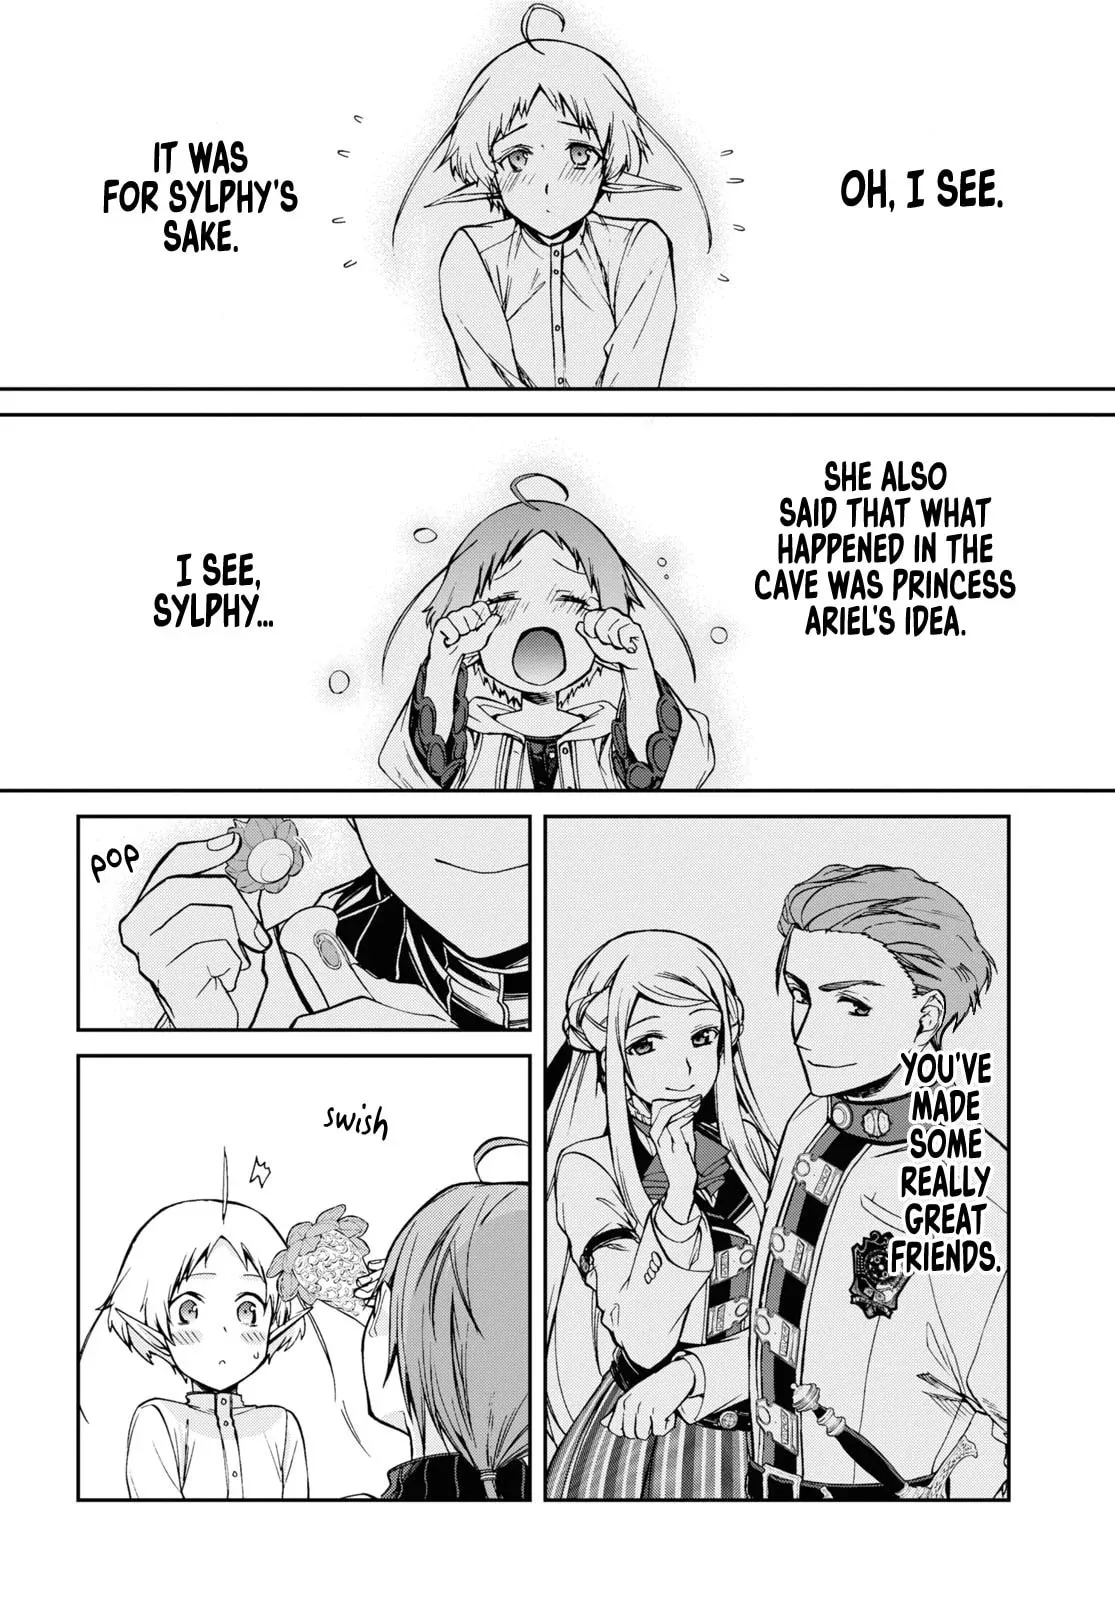 OH, I SEE.
IT WAS
FOR SYLPHY'S
SAKE.
SHE ALSO
SAID THAT WHAT
HAPPENED IN THE
CAVE WAS PRINCESS
ARIEL'S IDEA.
I SEE,
SYLPHY...
YOU'VE
MADE
SOME
REALLY
GREAT
FRIENDS.
pop
swish